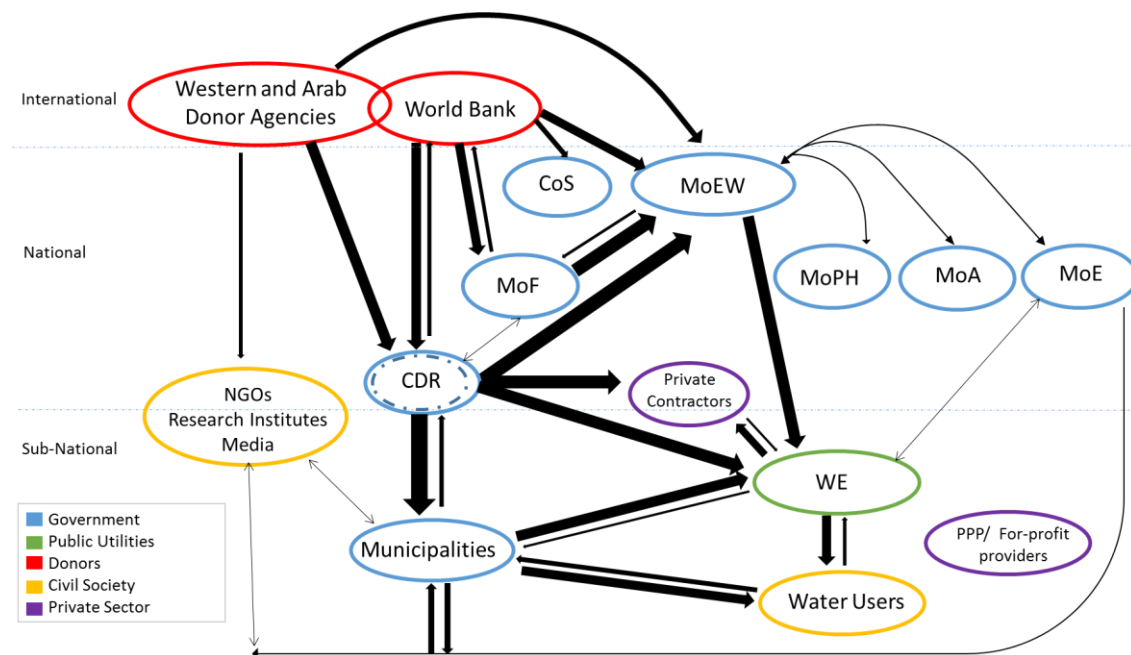 International
Western and Arab
Donor Agencies
World Bank
CoS
MoEW
National
MoF
MoPH
MoA
MoE
CDR
Private
Contractors
NGOs
Research Institutes
Media
Sub-National
WE
Municipalities
PPP/ For-profit
providers
Water Users
Government
Public Utilities
Donors
Civil Society
Private Sector